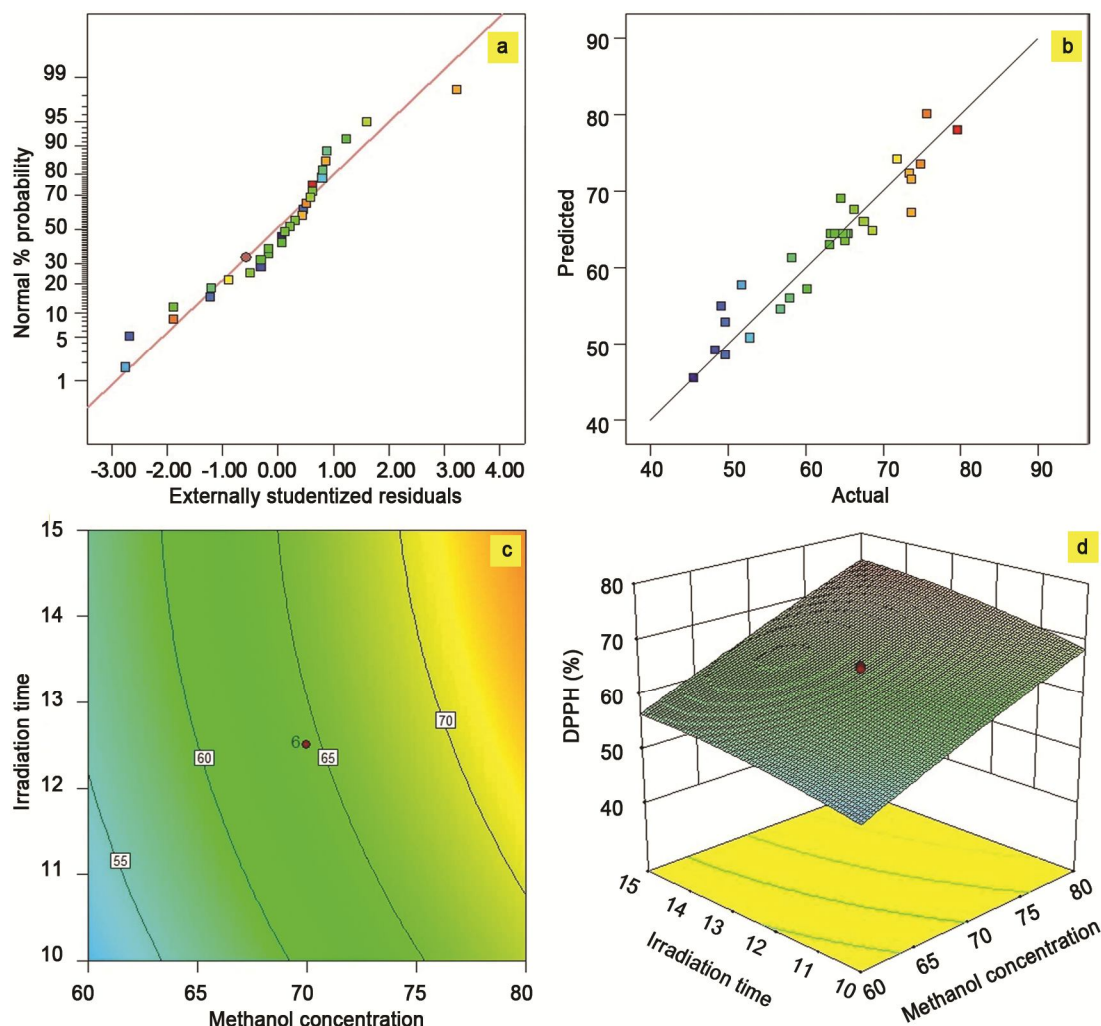 a
99
95
90
80
70
50
30
20
10
5
1
Normal % probability
-3.00 -2.00 -1.00 0.00 1.00 2.00 3.00 4.00
Externally studentized residuals
b
90
80
70
60
50
40
Predicted
40 50 60 70 80 90
Actual
c
15
14
13
12
11
10
Irradiation time
70
6
65
60
55
60 65 70 75 80
Methanol concentration
d
80
70
60
50
40
DPPH (%)
15 14 13 12 11 10
Irradiation time
60 65 70 75 80
Methanol concentration